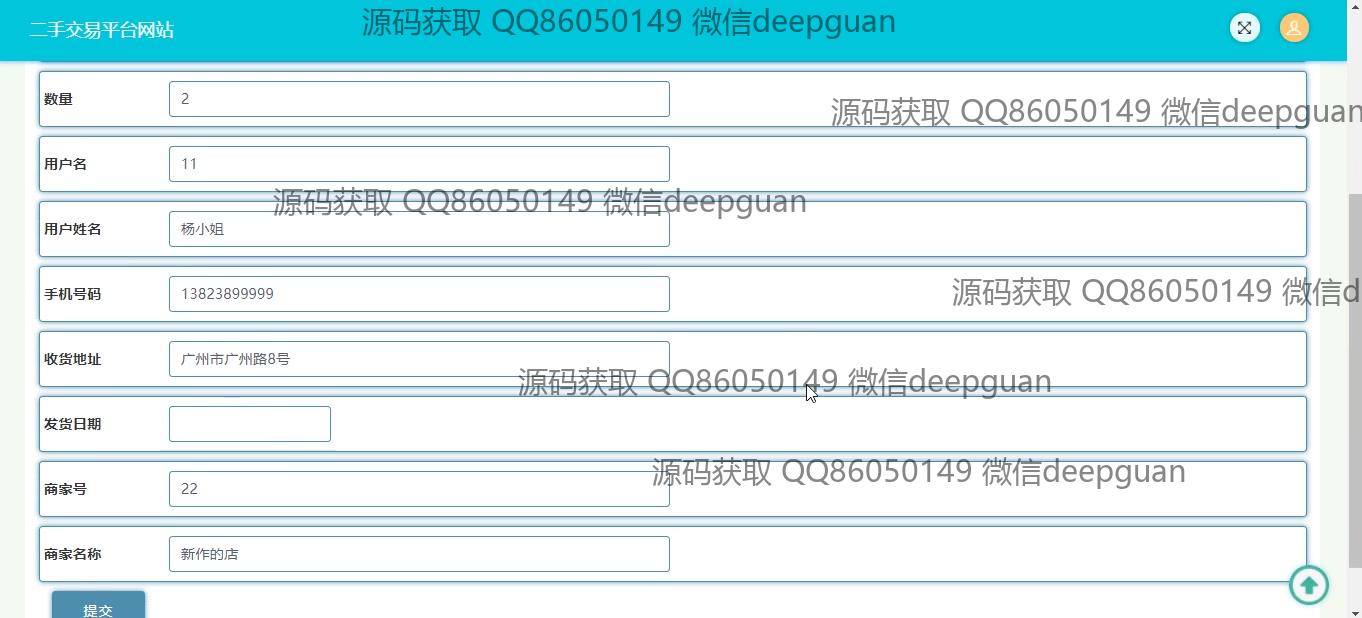 二手交易平台网站
源码获取 QQ86050149 微信deepguan
数量
2
源码获取 QQ86050149 微信deepguan
用户名
11
源码获取 QQ86050149 微信deepguan
用户姓名
杨小姐
手机号码
13823899999
源码获取 QQ86050149 微信d
收货地址
广州市广州路8号
源码获取 QQ86050149 微信deepguan
发货日期
源码获取 QQ86050149 微信deepguan
商家号
22
商家名称
新作的店
提交